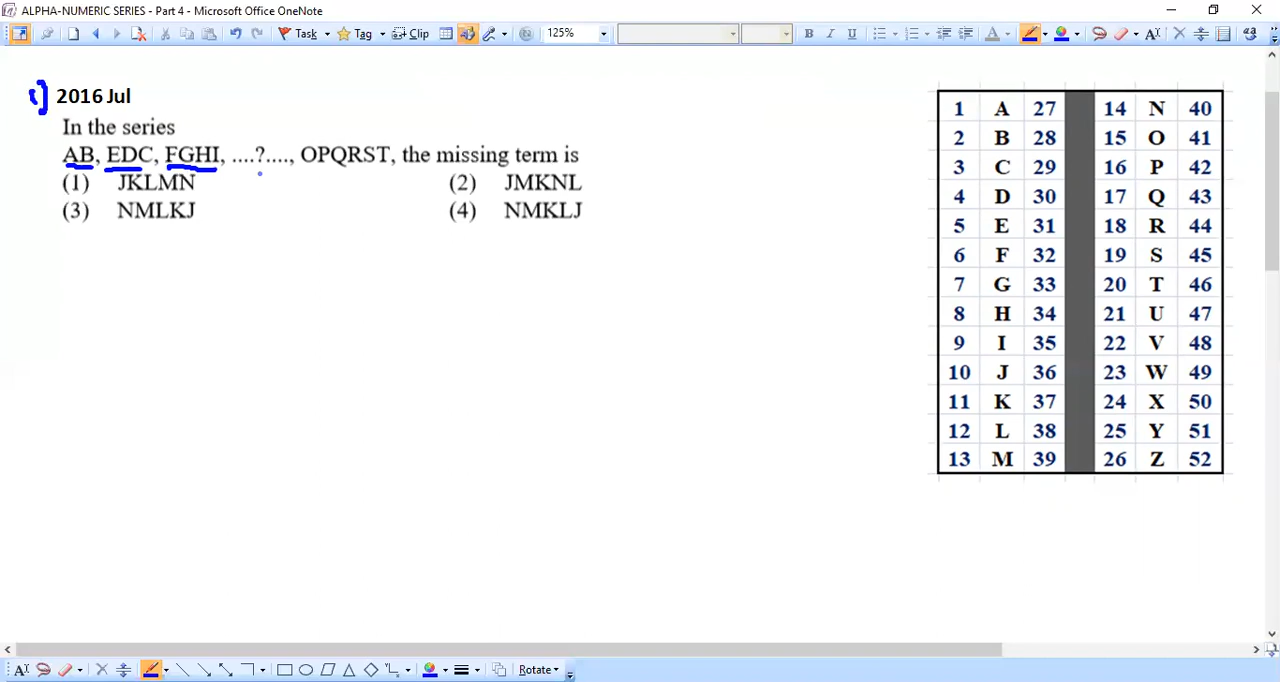 ALPHA-NUMERIC SERIES - Part 4 - Microsoft Office OneNote
Task Tag Clip 125% B I U A
1) 2016 Jul
In the series
AB, EDC, FGHI, ....?...., OPQRST, the missing term is
(1) JKLMN (2) JMKNL
(3) NMLKJ (4) NMKLJ
1 A 27 14 N 40
2 B 28 15 O 41
3 C 29 16 P 42
4 D 30 17 Q 43
5 E 31 18 R 44
6 F 32 19 S 45
7 G 33 20 T 46
8 H 34 21 U 47
9 I 35 22 V 48
10 J 36 23 W 49
11 K 37 24 X 50
12 L 38 25 Y 51
13 M 39 26 Z 52
Rotate